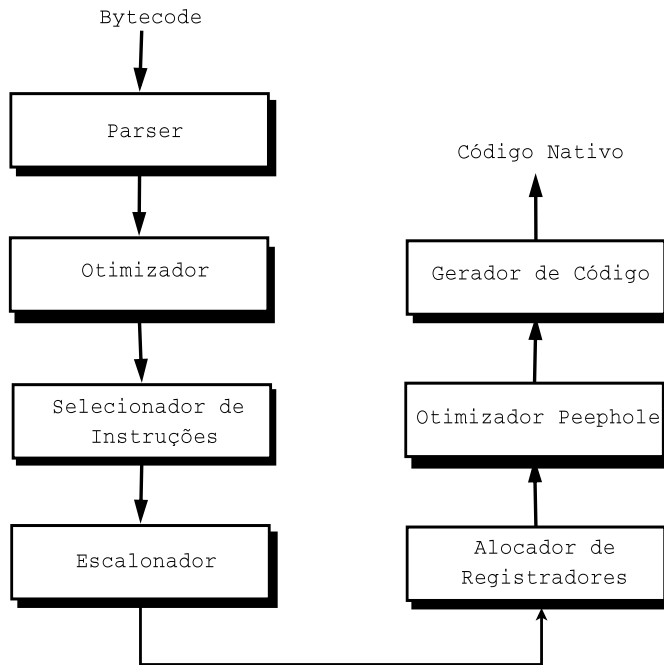 Bytecode
Parser
Otimizador
Selecionador de
Instruções
Escalonador
Código Nativo
Gerador de Código
Otimizador Peephole
Alocador de
Registradores